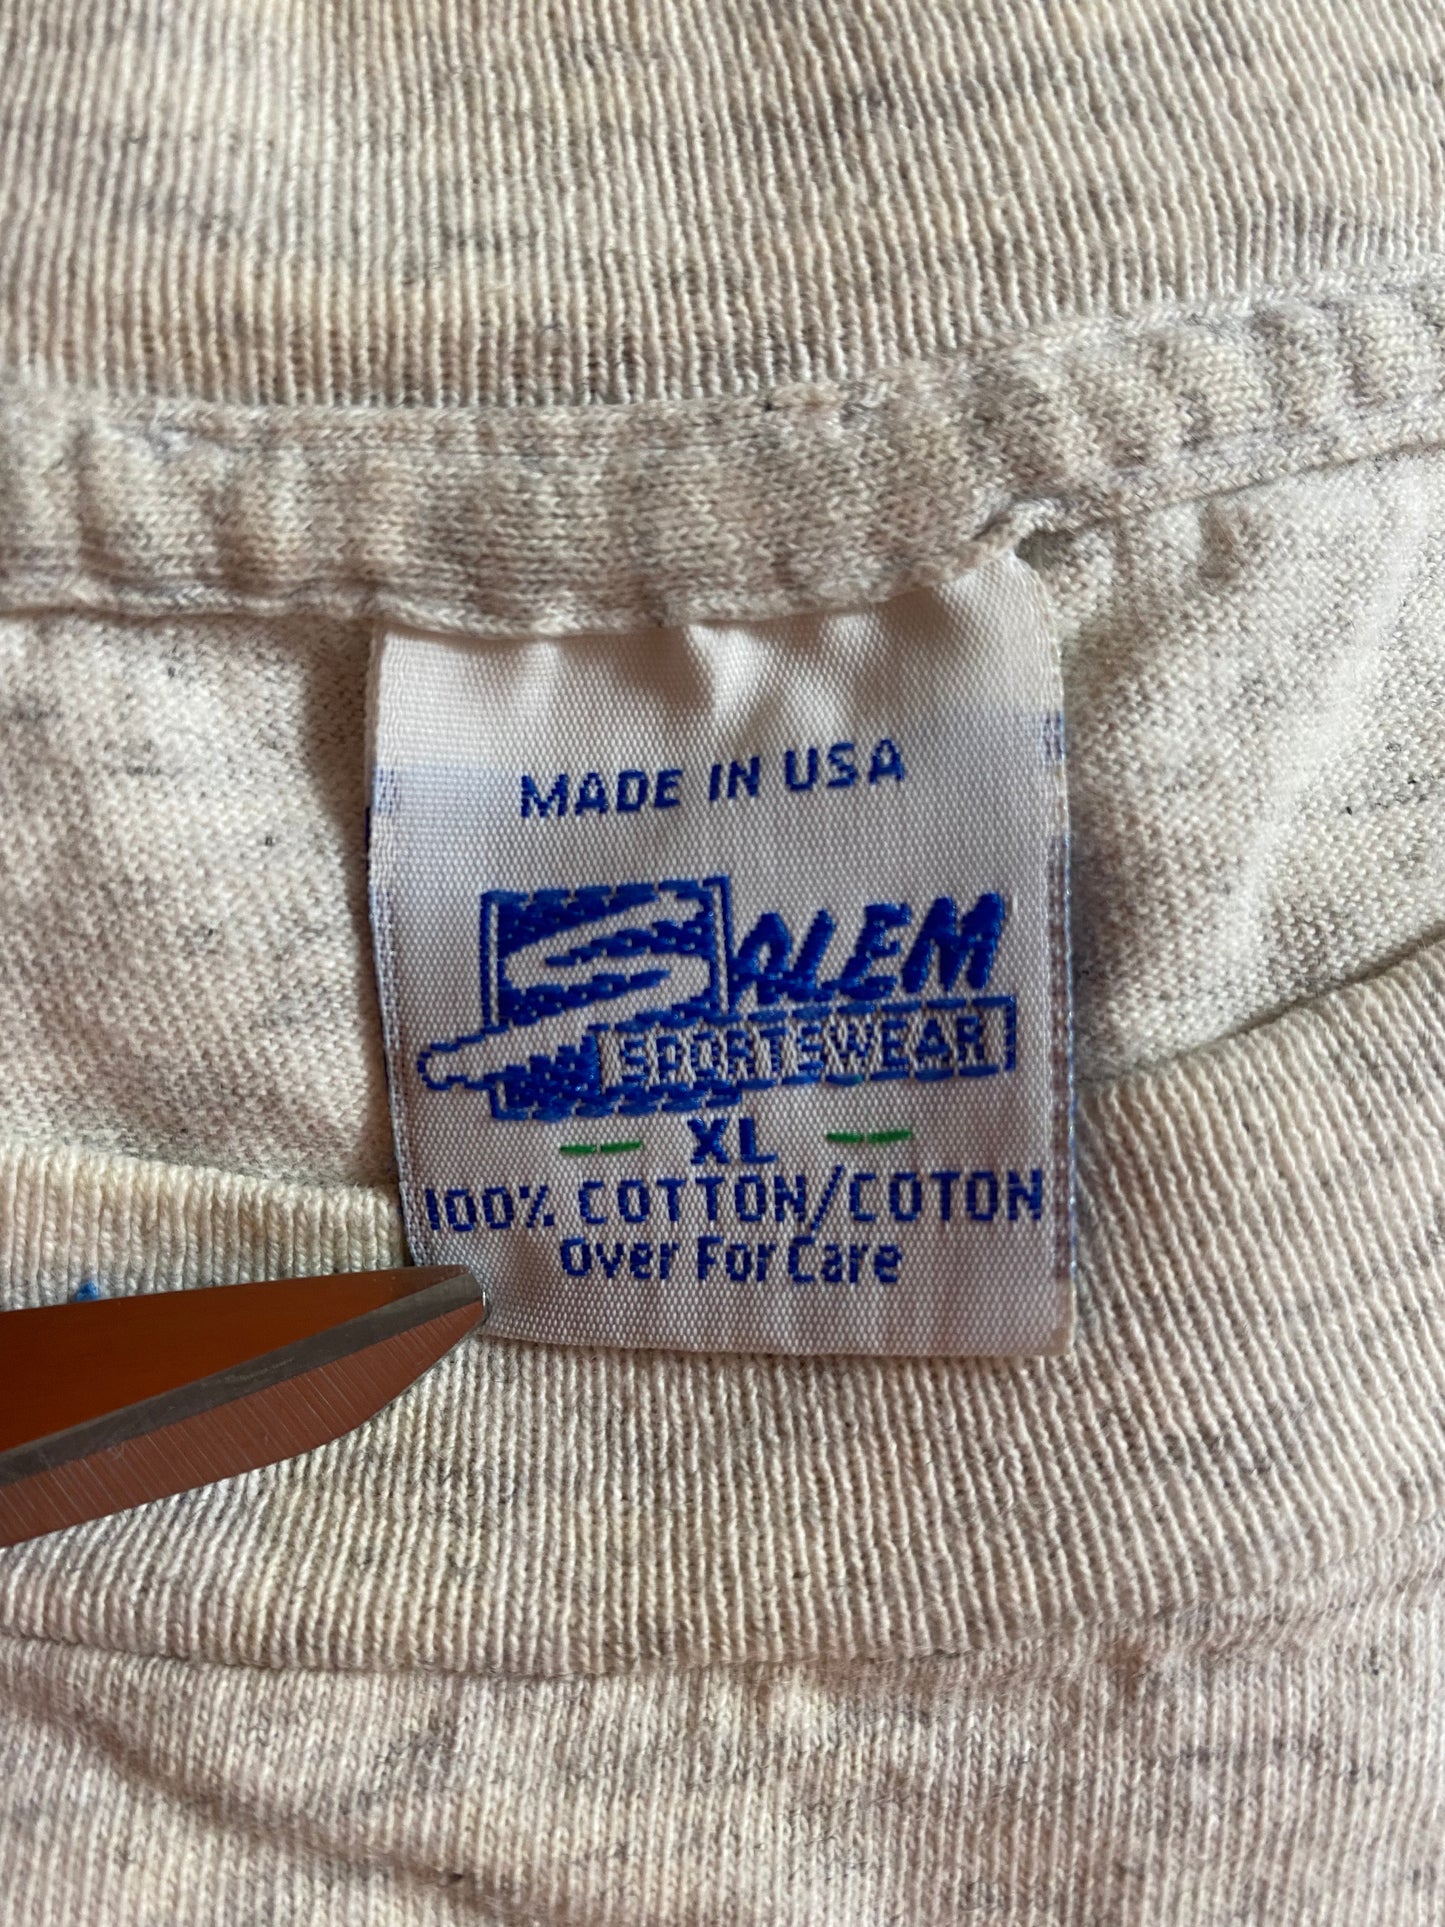 MADE IN USA
SALEM
SPORTSWEAR
XL
100% COTTON/COTON
Over For Care